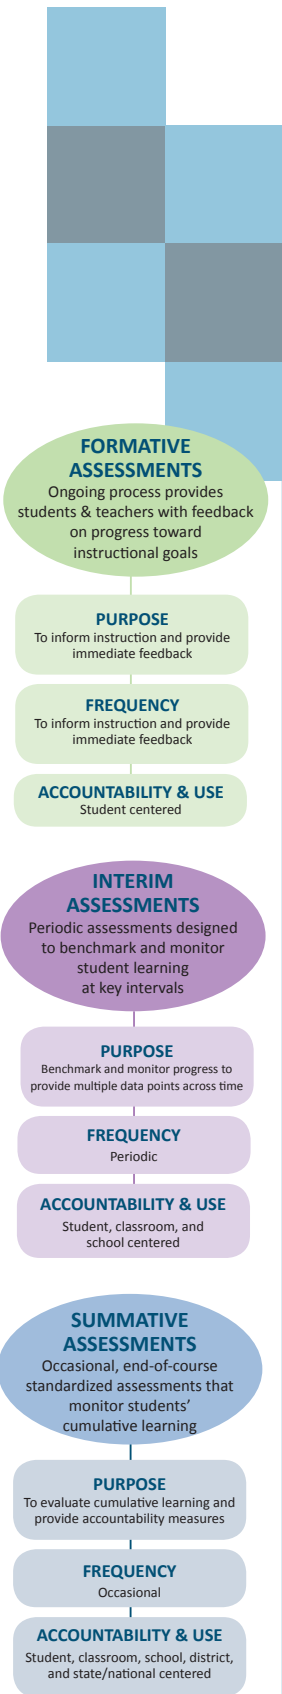 FORMATIVE
ASSESSMENTS
Ongoing process provides
students & teachers with feedback
on progress toward
instructional goals
PURPOSE
To inform instruction and provide
immediate feedback
FREQUENCY
To inform instruction and provide
immediate feedback
ACCOUNTABILITY & USE
Student centered
INTERIM
ASSESSMENTS
Periodic assessments designed
to benchmark and monitor
student learning
at key intervals
PURPOSE
Benchmark and monitor progress to
provide multiple data points across time
FREQUENCY
Periodic
ACCOUNTABILITY & USE
Student, classroom, and
school centered
SUMMATIVE
ASSESSMENTS
Occasional, end-of-course
standardized assessments that
monitor students’
cumulative learning
PURPOSE
To evaluate cumulative learning and
provide accountability measures
FREQUENCY
Occasional
ACCOUNTABILITY & USE
Student, classroom, school, district,
and state/national centered